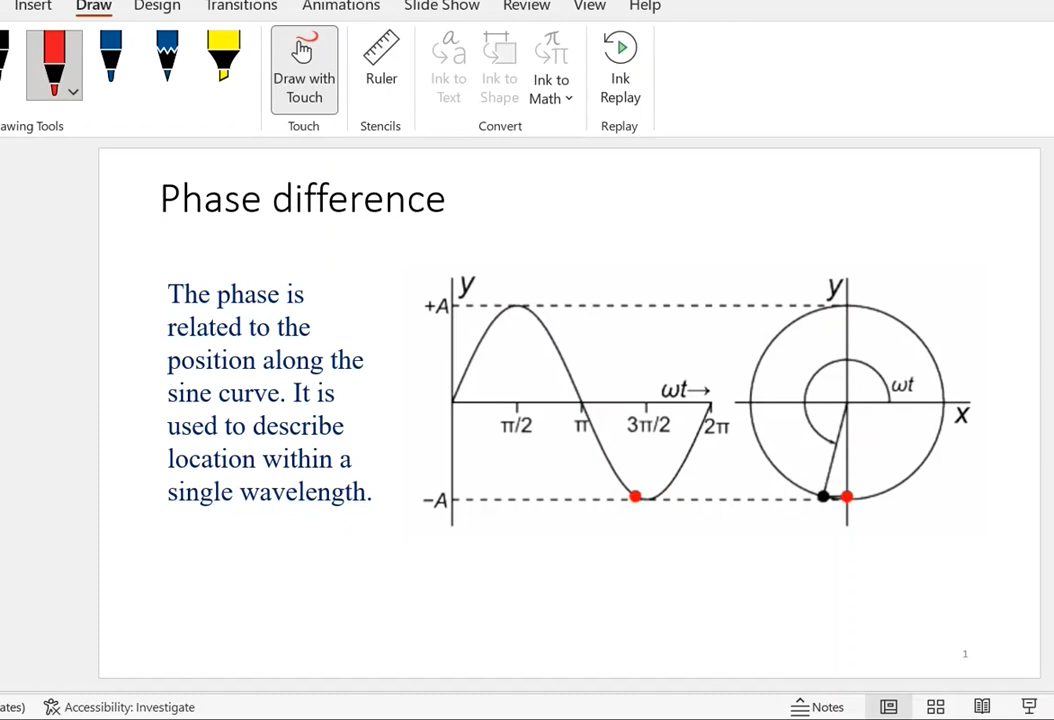 Insert Draw Design Transitions Animations Slide Show Review View Help
Draw with Touch
Ruler
Ink to Text
Ink to Shape
Ink to Math
Ink Replay
awing Tools
Touch
Stencils
Convert
Replay
Phase difference
The phase is
related to the
position along the
sine curve. It is
used to describe
location within a
single wavelength.
y
+A
ωt→
π/2 π 3π/2 2π
−A
y
ωt
x
1
ates) Accessibility: Investigate Notes